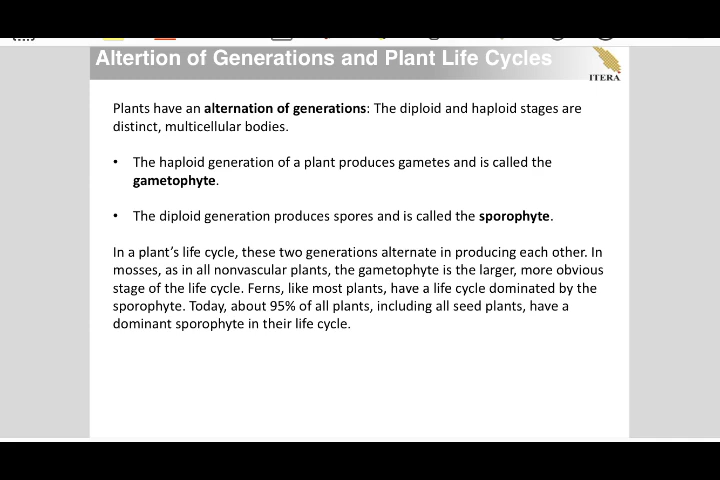 Altertion of Generations and Plant Life Cycles
ITERA
Plants have an alternation of generations: The diploid and haploid stages are
distinct, multicellular bodies.
• The haploid generation of a plant produces gametes and is called the
gametophyte.
• The diploid generation produces spores and is called the sporophyte.
In a plant’s life cycle, these two generations alternate in producing each other. In
mosses, as in all nonvascular plants, the gametophyte is the larger, more obvious
stage of the life cycle. Ferns, like most plants, have a life cycle dominated by the
sporophyte. Today, about 95% of all plants, including all seed plants, have a
dominant sporophyte in their life cycle.